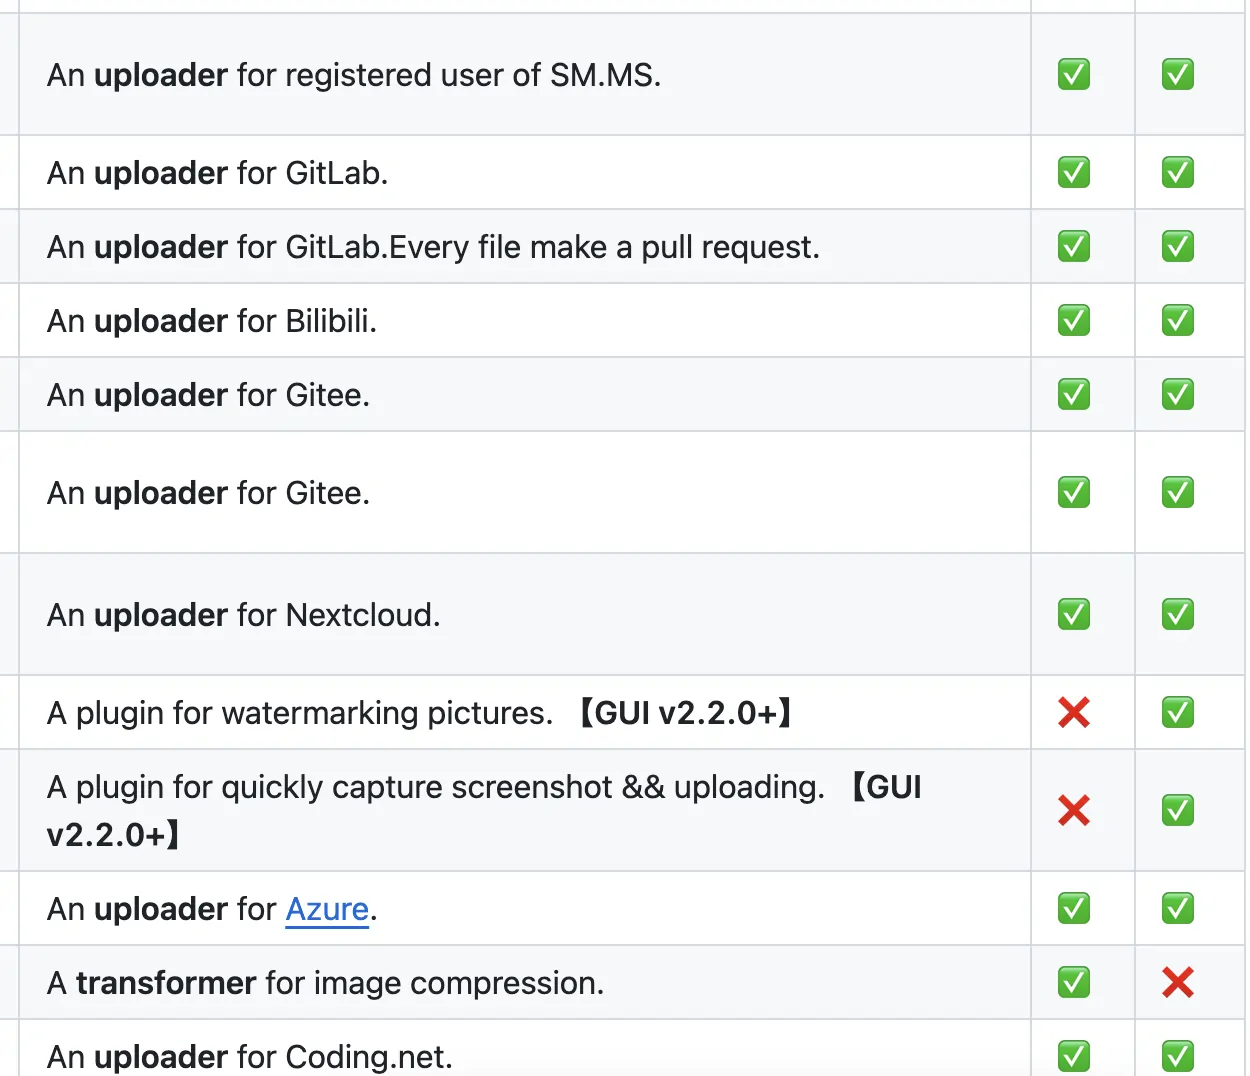 An uploader for registered user of SM.MS.
An uploader for GitLab.
An uploader for GitLab.Every file make a pull request.
An uploader for Bilibili.
An uploader for Gitee.
An uploader for Gitee.
An uploader for Nextcloud.
A plugin for watermarking pictures. 【GUI v2.2.0+】
A plugin for quickly capture screenshot && uploading. 【GUI
v2.2.0+】
An uploader for Azure.
A transformer for image compression.
An uploader for Coding.net.